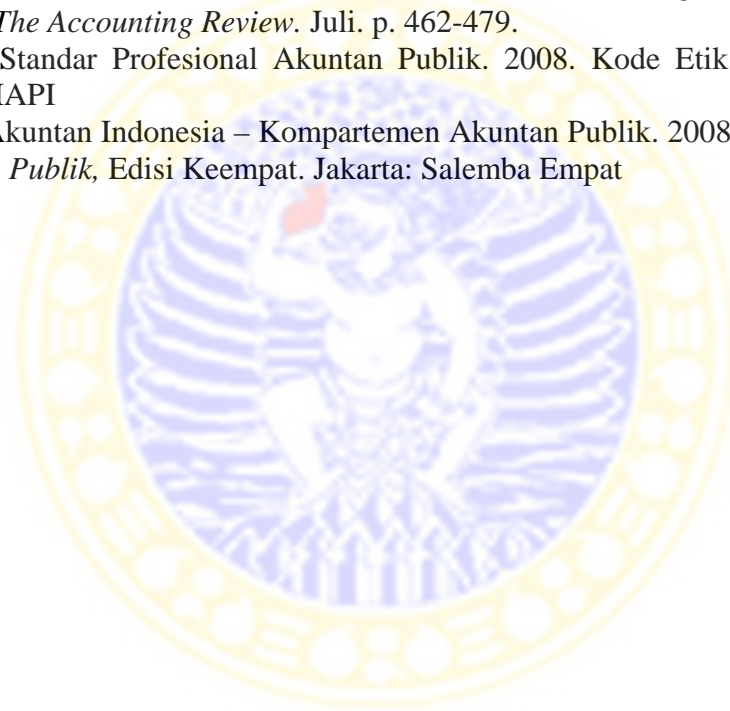 The Accounting Review. Juli. p. 462-479.
Standar Profesional Akuntan Publik. 2008. Kode Etik
IAPI
Akuntan Indonesia – Kompartemen Akuntan Publik. 2008
Publik, Edisi Keempat. Jakarta: Salemba Empat